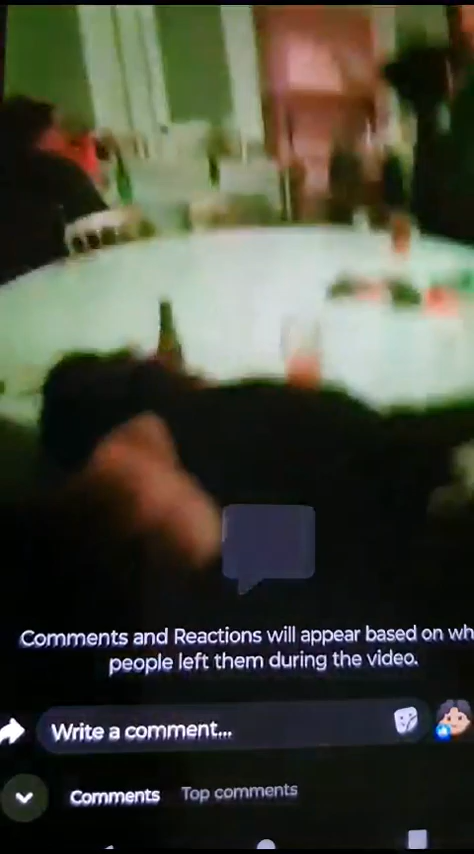 Comments and Reactions will appear based on wh
people left them during the video.
Write a comment...
Comments Top comments